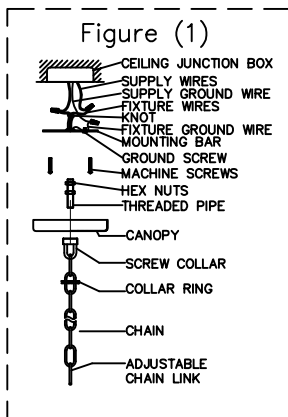 Figure (1)
CEILING JUNCTION BOX
SUPPLY WIRES
SUPPLY GROUND WIRE
FIXTURE WIRES
KNOT
FIXTURE GROUND WIRE
MOUNTING BAR
GROUND SCREW
MACHINE SCREWS
HEX NUTS
THREADED PIPE
CANOPY
SCREW COLLAR
COLLAR RING
CHAIN
ADJUSTABLE
CHAIN LINK